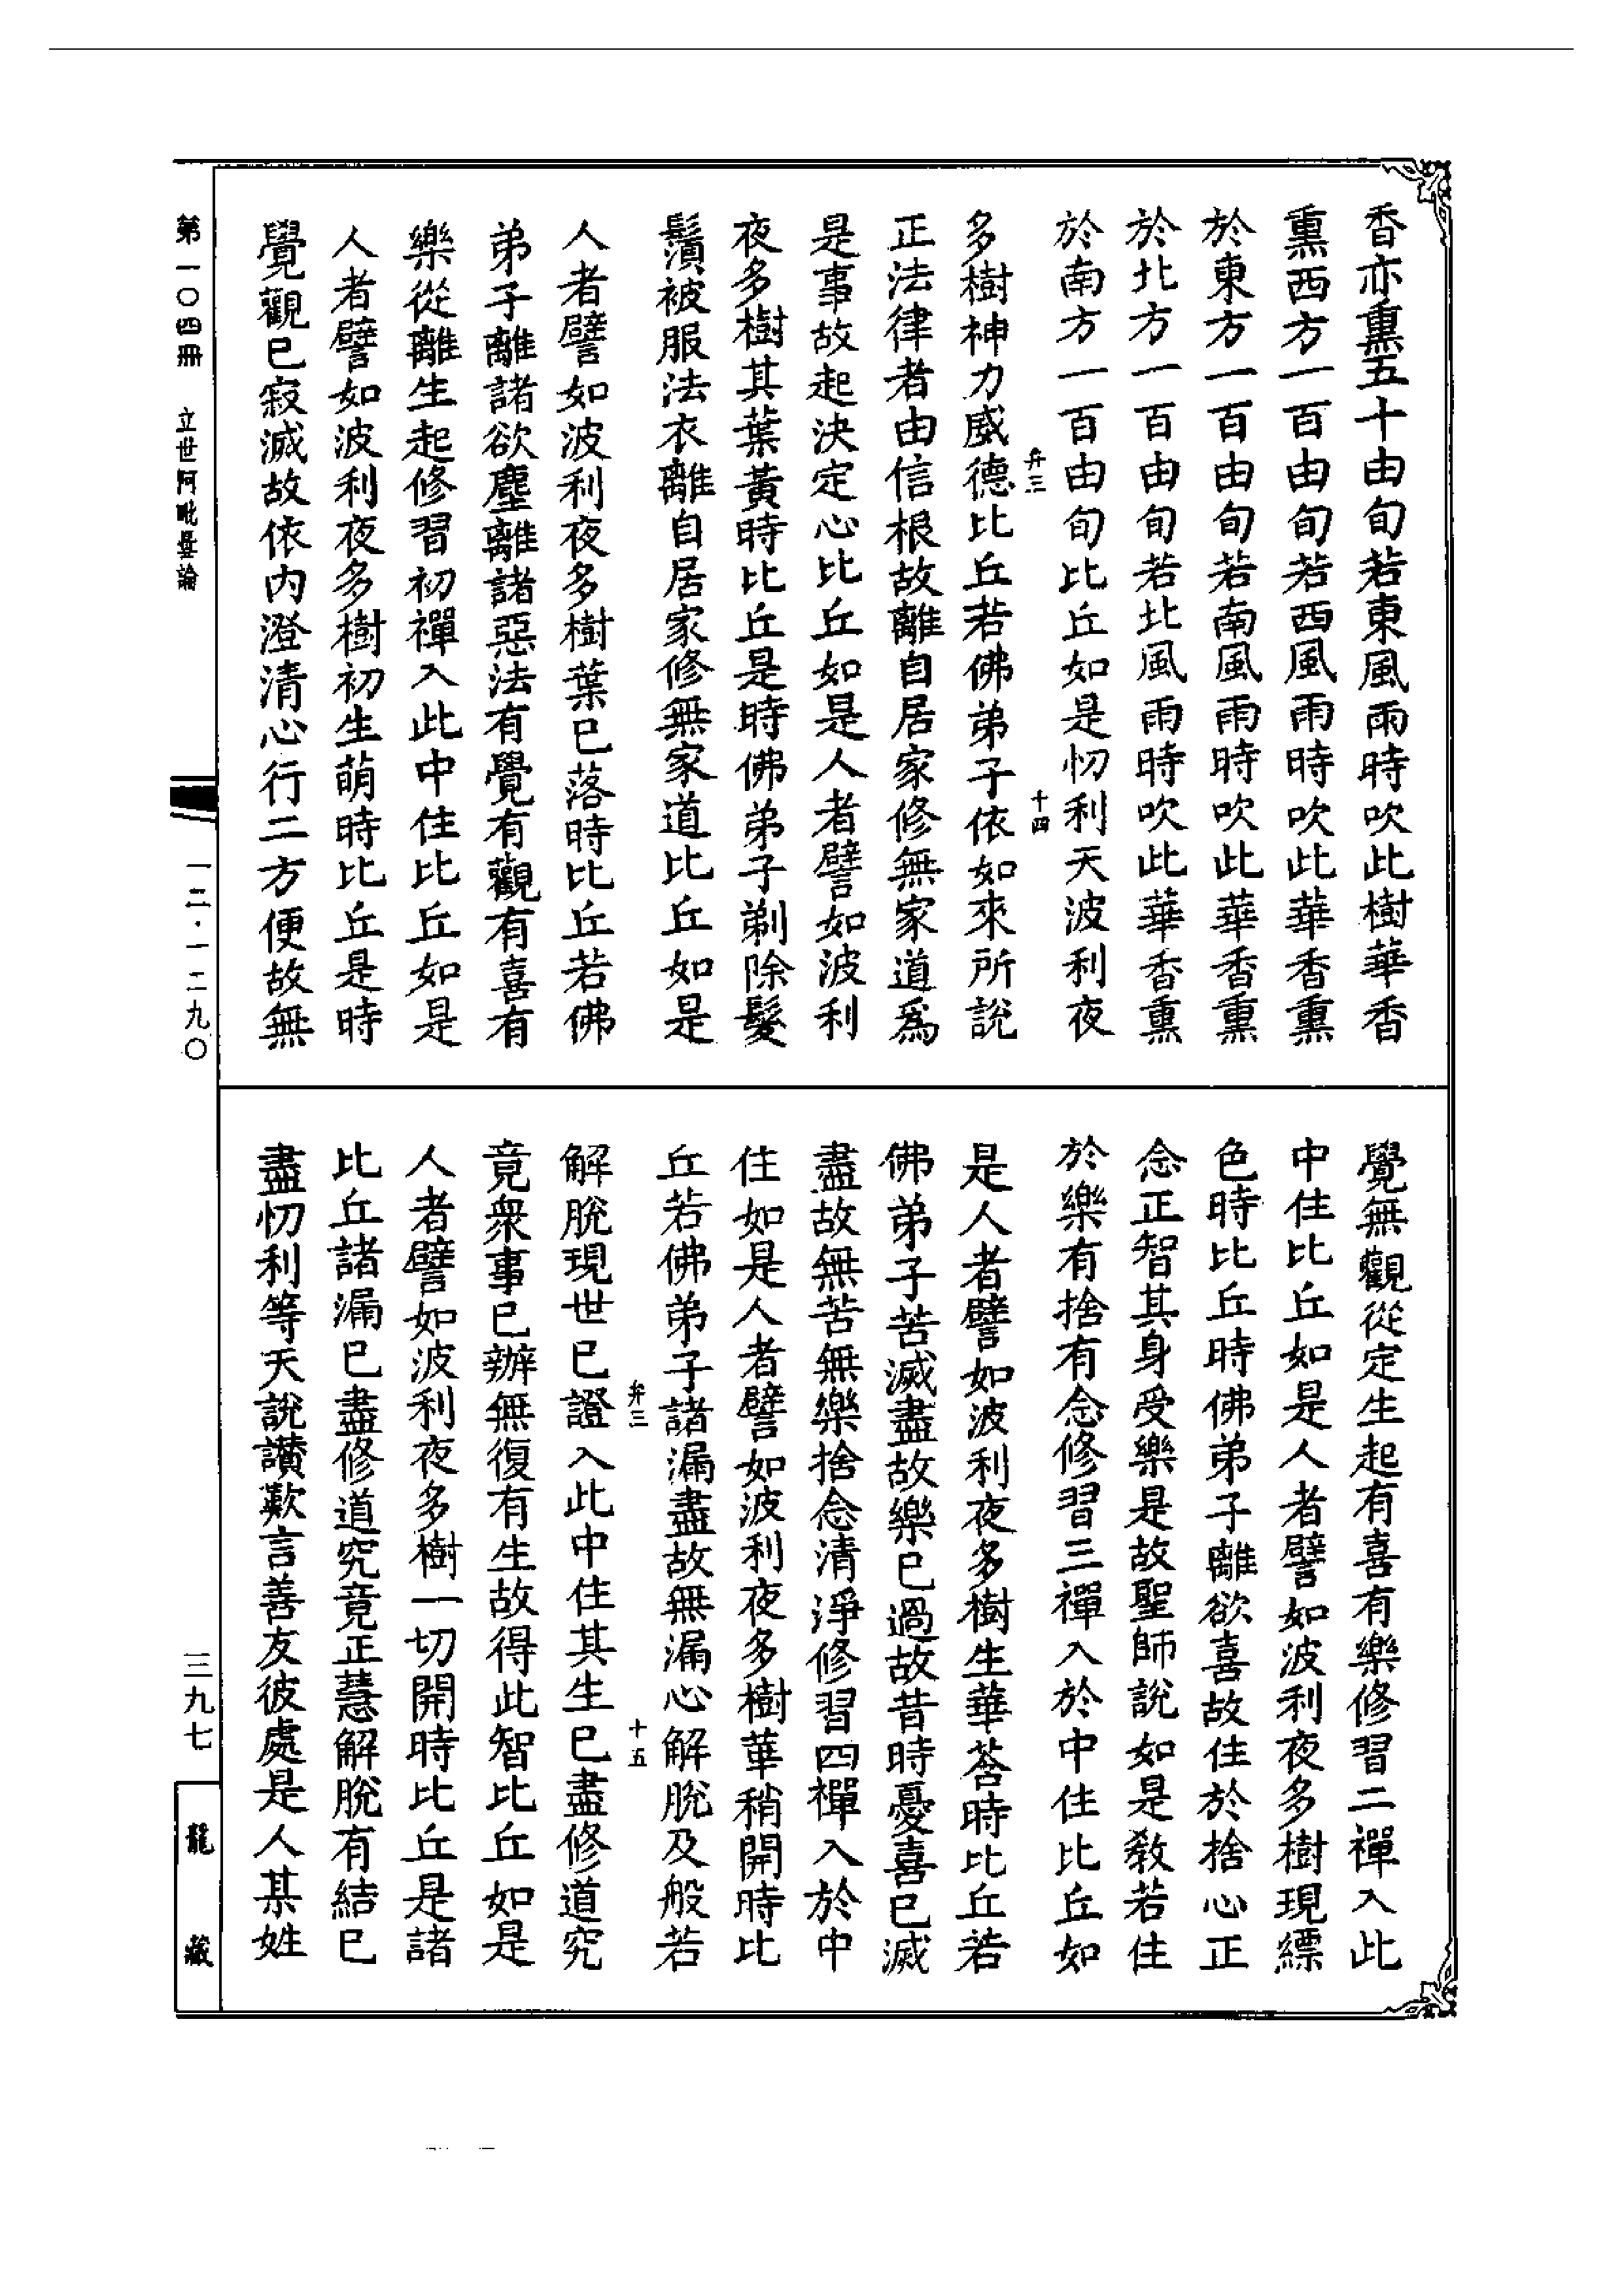 香亦熏五十由旬若東風雨時吹此樹華香
熏西方一百由旬若西風雨時吹此華香熏
於東方一百由旬若南風雨時吹此華香熏
於北方一百由旬若北風雨時吹此華香熏
於南方一百由旬比丘如是忉利天波利夜
弁三
十四
多樹神力威德比丘若佛弟子依如來所說
正法律者由信根故離自居家修無家道爲
是事故起決定心比丘如是人者譬如波利
夜多樹其葉黃時比丘是時佛弟子剃除髮
鬚被服法衣離自居家修無家道比丘如是
人者譬如波利夜多樹葉已落時比丘若佛
弟子離諸欲塵離諸惡法有覺有觀有喜有
樂從離生起修習初禪入此中住比丘如是
人者譬如波利夜多樹初生萌時比丘是時
覺觀已寂滅故依內澄清心行二方便故無
覺無觀從定生起有喜有樂修習二禪入此
中住比丘如是人者譬如波利夜多樹現縹
色時比丘時佛弟子離欲喜故住於捨心正
念正智其身受樂是故聖師說如是教若住
於樂有捨有念修習三禪入於中住比丘如
是人者譬如波利夜多樹生華莟時比丘若
佛弟子苦滅盡故樂已過故昔時憂喜已滅
盡故無苦無樂捨念清淨修習四禪入於中
住如是人者譬如波利夜多樹華稍開時比
丘若佛弟子諸漏盡故無漏心解脫及般若
弁三
十五
解脫現世已證入此中住其生已盡修道究
竟衆事已辦無復有生故得此智比丘如是
人者譬如波利夜多樹一切開時比丘是諸
比丘諸漏已盡修道究竟正慧解脫有結已
盡忉利等天說讃歎言善友彼處是人某姓
第一〇四冊 立世阿毗曇論
一二·一二九〇
三九七
龍藏